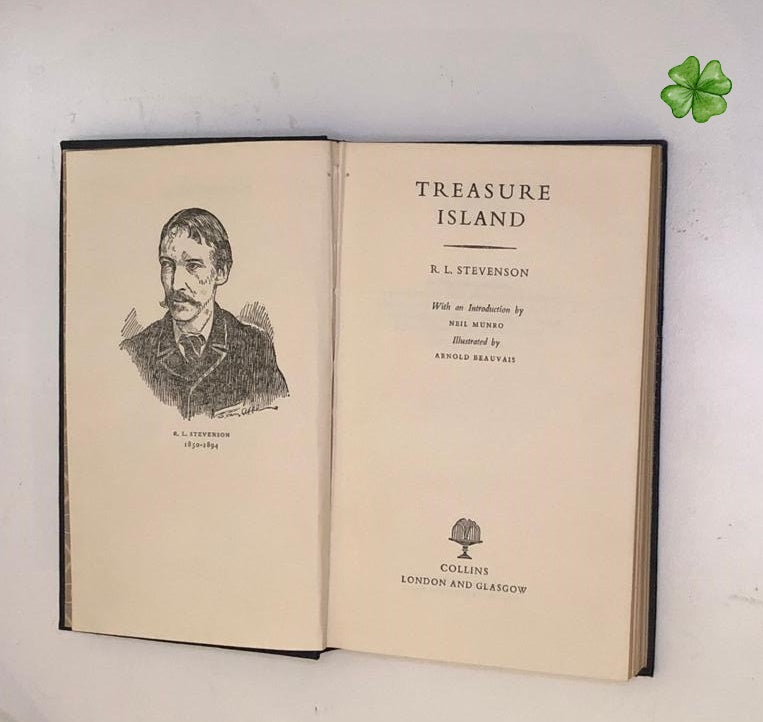 R. L. STEVENSON
1850-1894
TREASURE
ISLAND
R. L. STEVENSON
With an Introduction by
NEIL MUNRO
Illustrated by
ARNOLD BEAUVAIS
COLLINS
LONDON AND GLASGOW